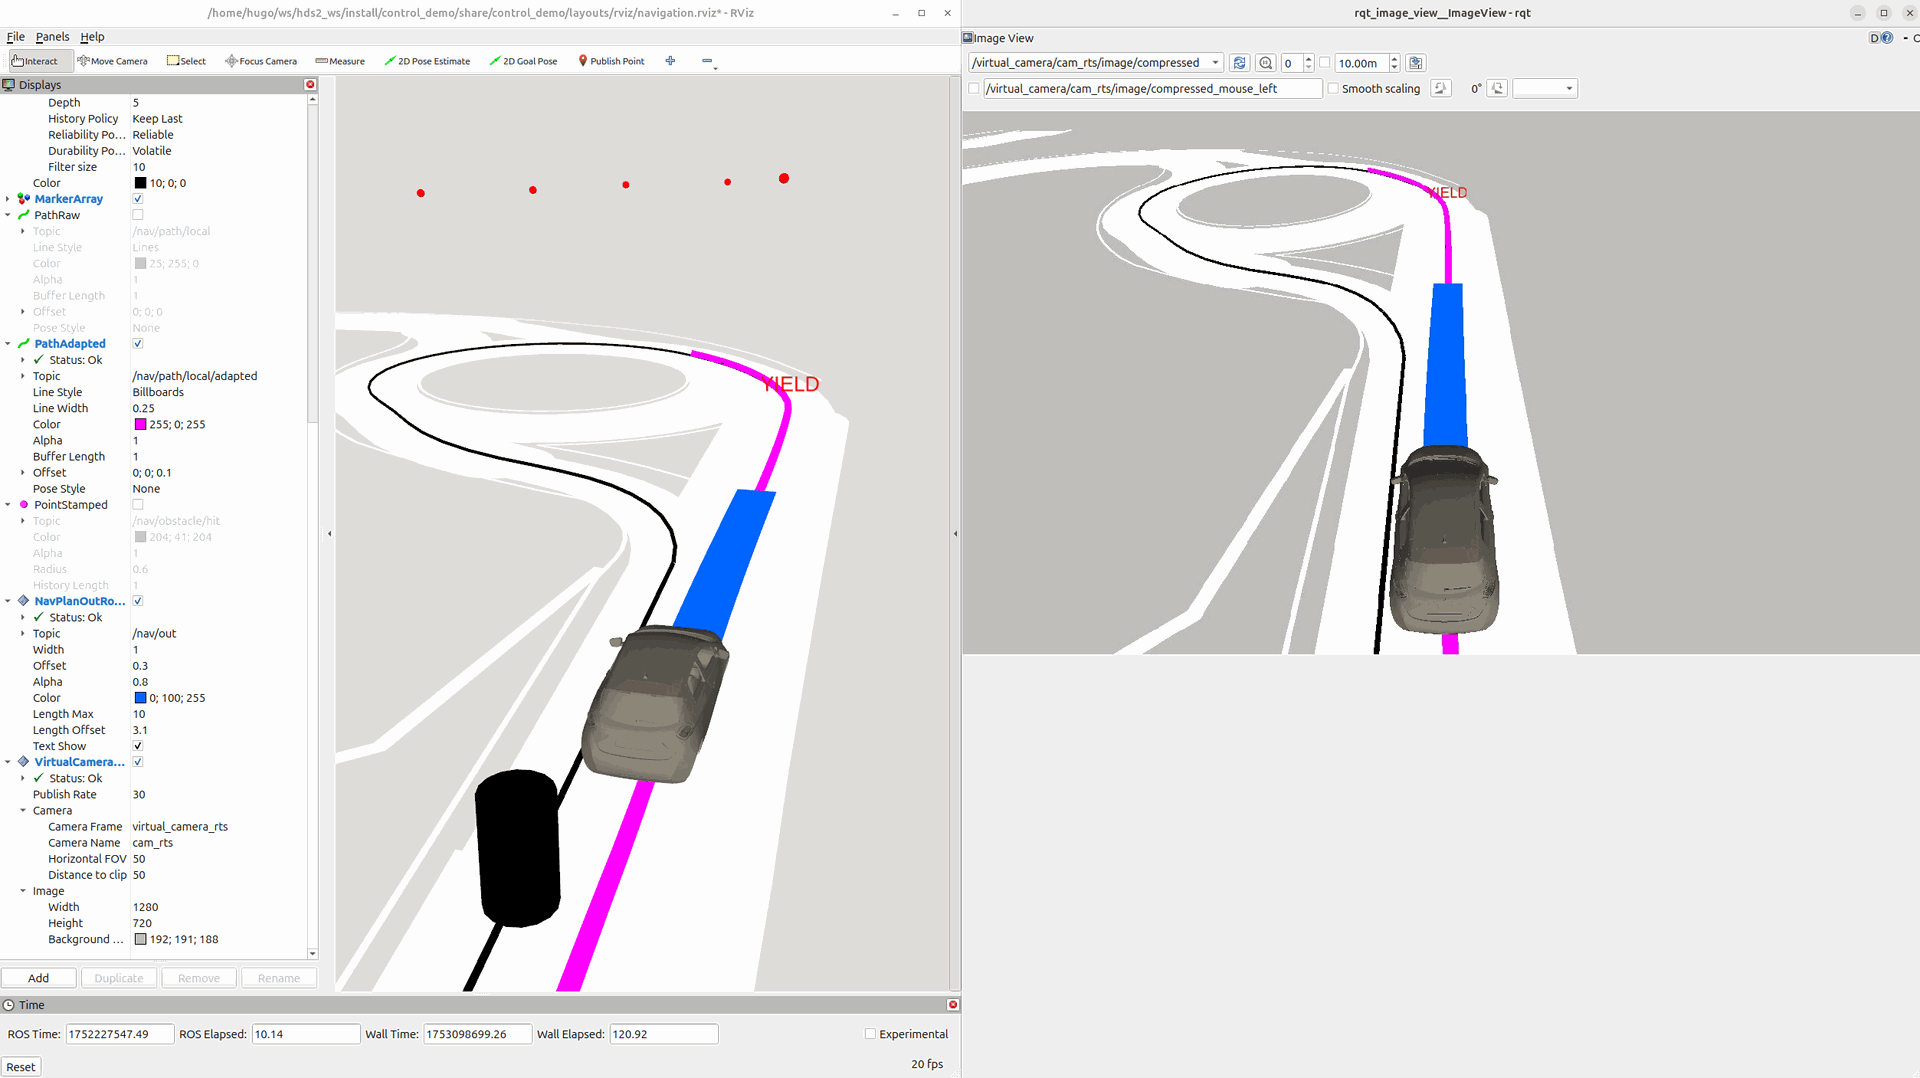 /home/hugo/ws/hds2_ws/install/control_demo/share/control_demo/layouts/rviz/navigation.rviz* - RViz
File Panels Help
Interact Move Camera Select Focus Camera Measure 2D Pose Estimate 2D Goal Pose Publish Point
Displays
Depth 5
History Policy Keep Last
Reliability Po... Reliable
Durability Po... Volatile
Filter size 10
Color 10; 0; 0
MarkerArray
PathRaw
Topic /nav/path/local
Line Style Lines
Color 25; 255; 0
Alpha 1
Buffer Length 1
Offset 0; 0; 0
Pose Style None
PathAdapted
Status: Ok
Topic /nav/path/local/adapted
Line Style Billboards
Line Width 0.25
Color 255; 0; 255
Alpha 1
Buffer Length 1
Offset 0; 0; 0.1
Pose Style None
PointStamped
Topic /nav/obstacle/hit
Color 204; 41; 204
Alpha 1
Radius 0.6
History Length 1
NavPlanOutRo...
Status: Ok
Topic /nav/out
Width 1
Offset 0.3
Alpha 0.8
Color 0; 100; 255
Length Max 10
Length Offset 3.1
Text Show
VirtualCamera...
Status: Ok
Publish Rate 30
Camera
Camera Frame virtual_camera_rts
Camera Name cam_rts
Horizontal FOV 50
Distance to clip 50
Image
Width 1280
Height 720
Background ... 192; 191; 188
Add Duplicate Remove Rename
YIELD
Time
ROS Time: 1752227547.49 ROS Elapsed: 10.14 Wall Time: 1753098699.26 Wall Elapsed: 120.92 Experimental
Reset 20 fps
rqt_image_view__ImageView - rqt
Image View D
/virtual_camera/cam_rts/image/compressed 0 10.00m
/virtual_camera/cam_rts/image/compressed_mouse_left Smooth scaling 0°
YIELD